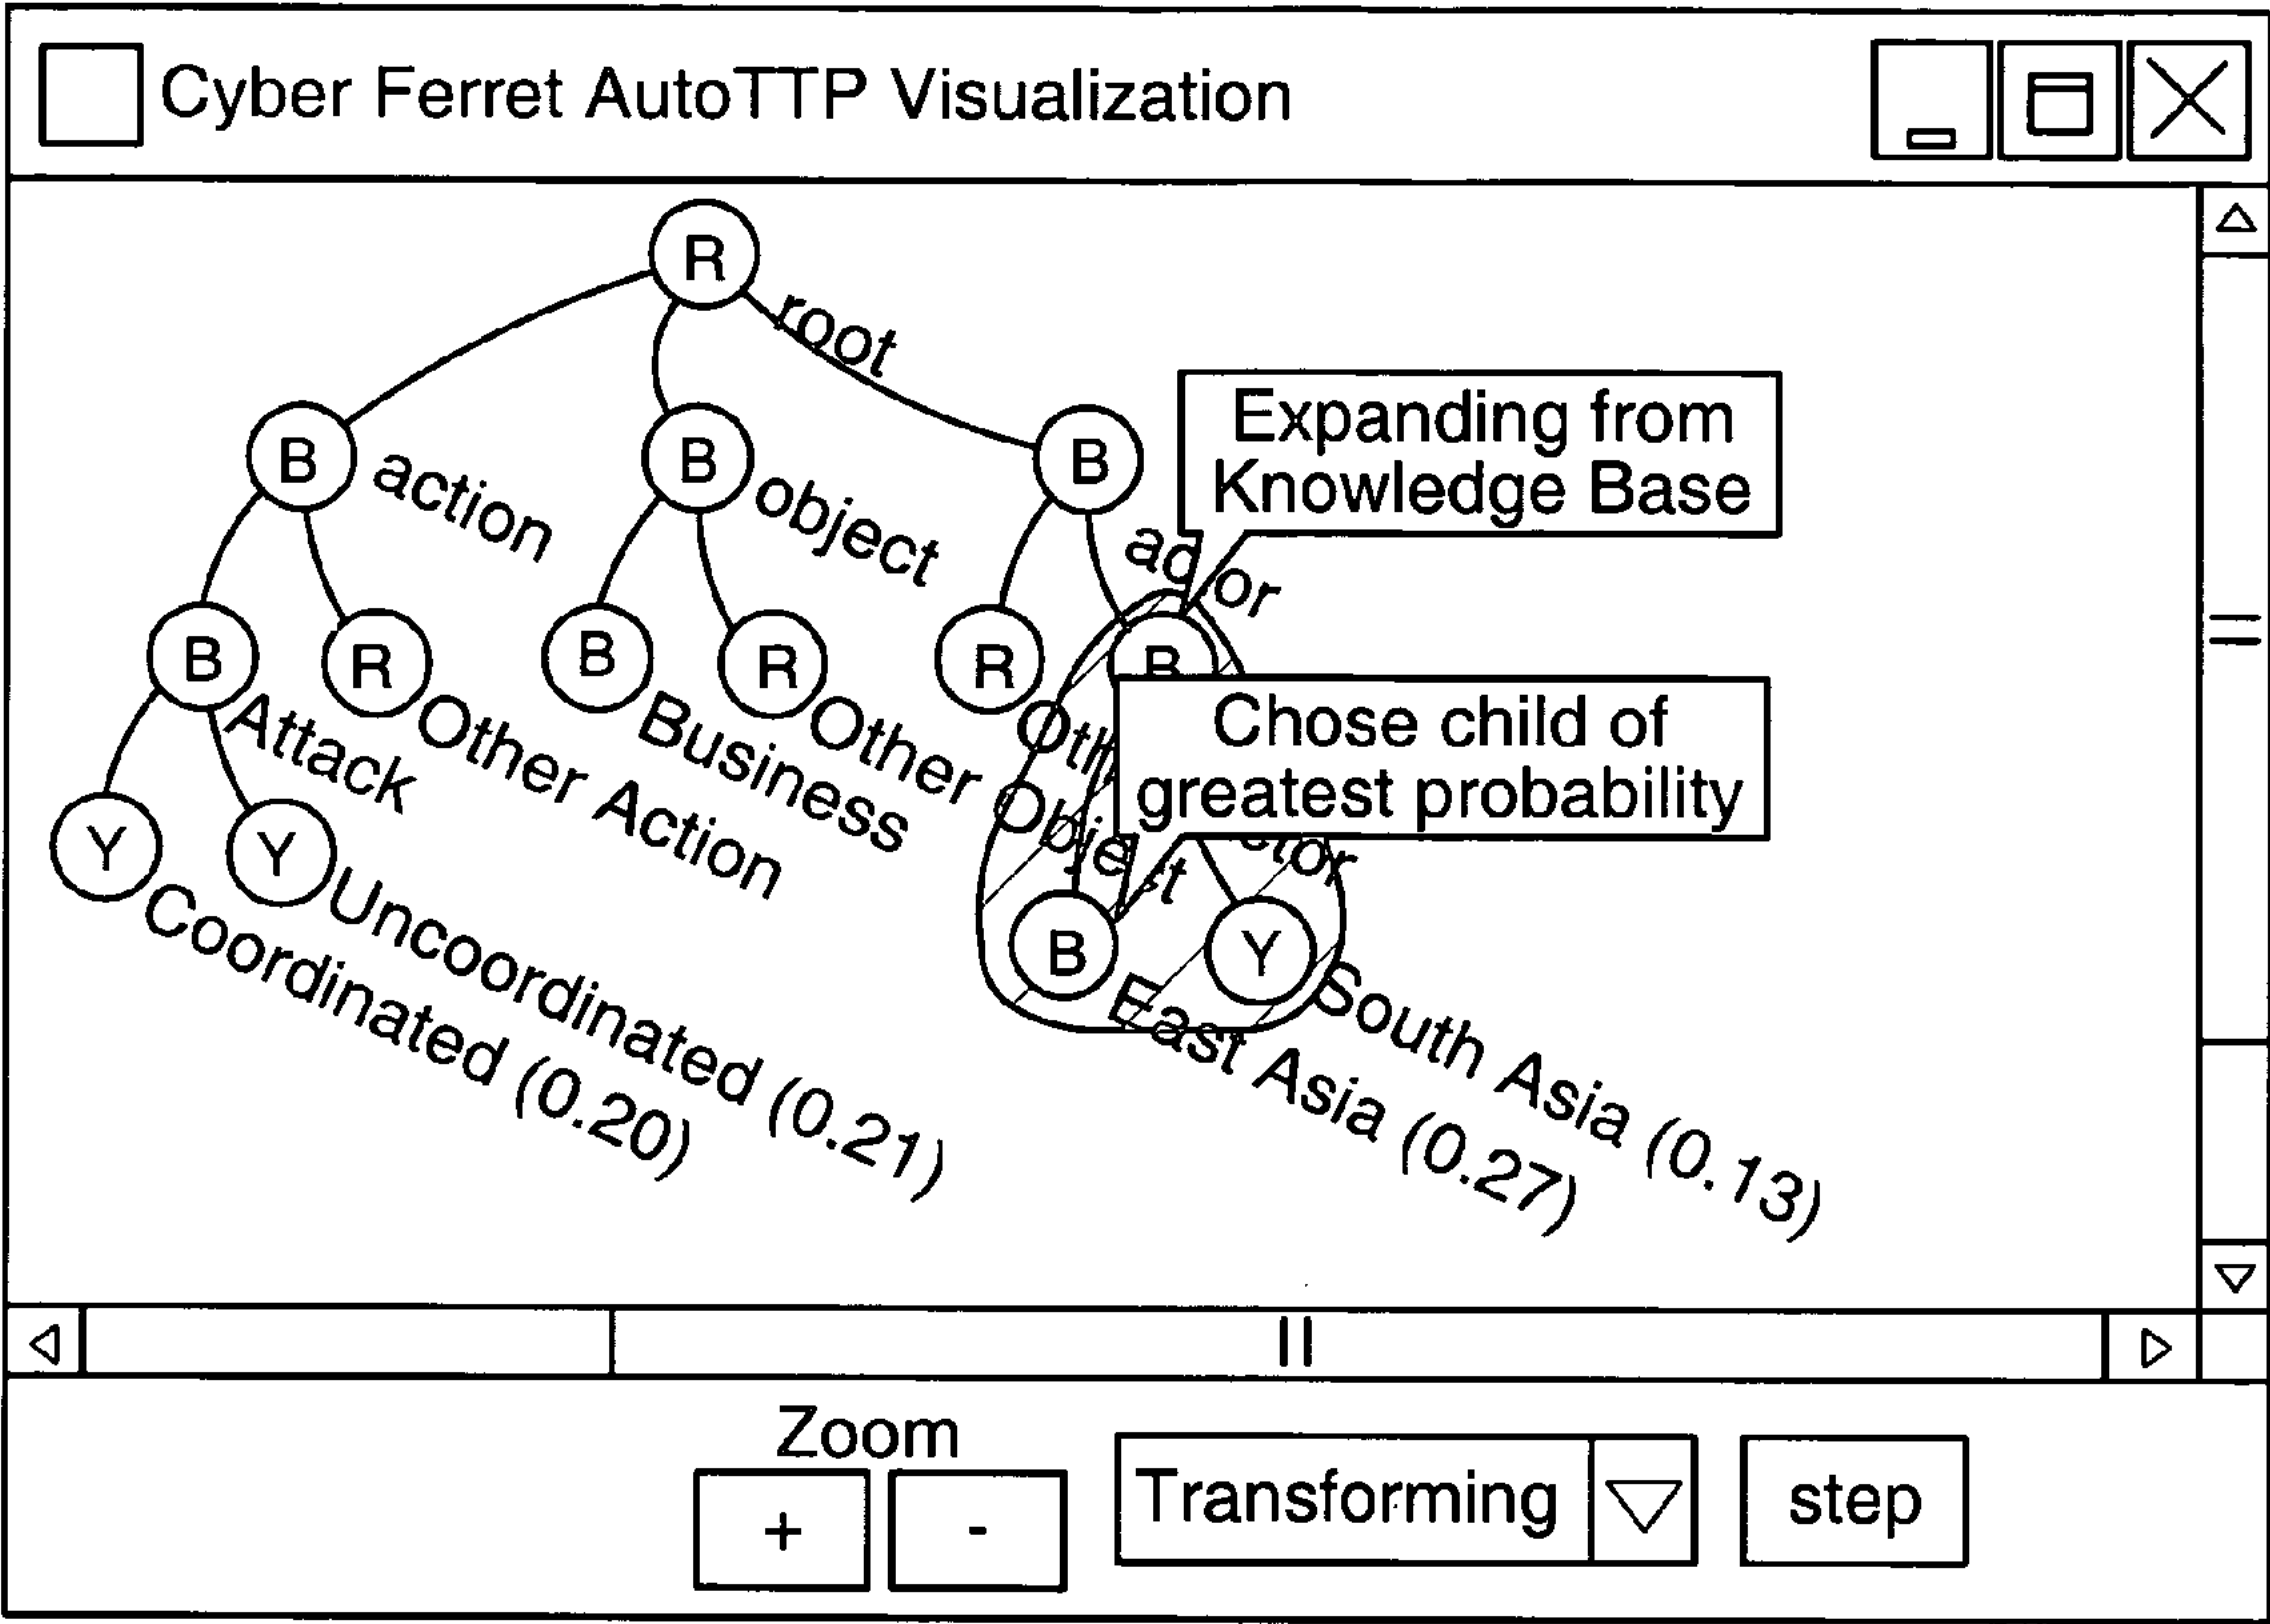 Cyber Ferret AutoTTP Visualization
R
root
B
action
B
object
B
Expanding from
Knowledge Base
B
Attack
R
Other Action
B
Business
R
Other Object
R
B
Chose child of
greatest probability
Y
Coordinated (0.20)
Y
Uncoordinated (0.21)
B
East Asia (0.27)
Y
South Asia (0.13)
Zoom
+
-
Transforming
step